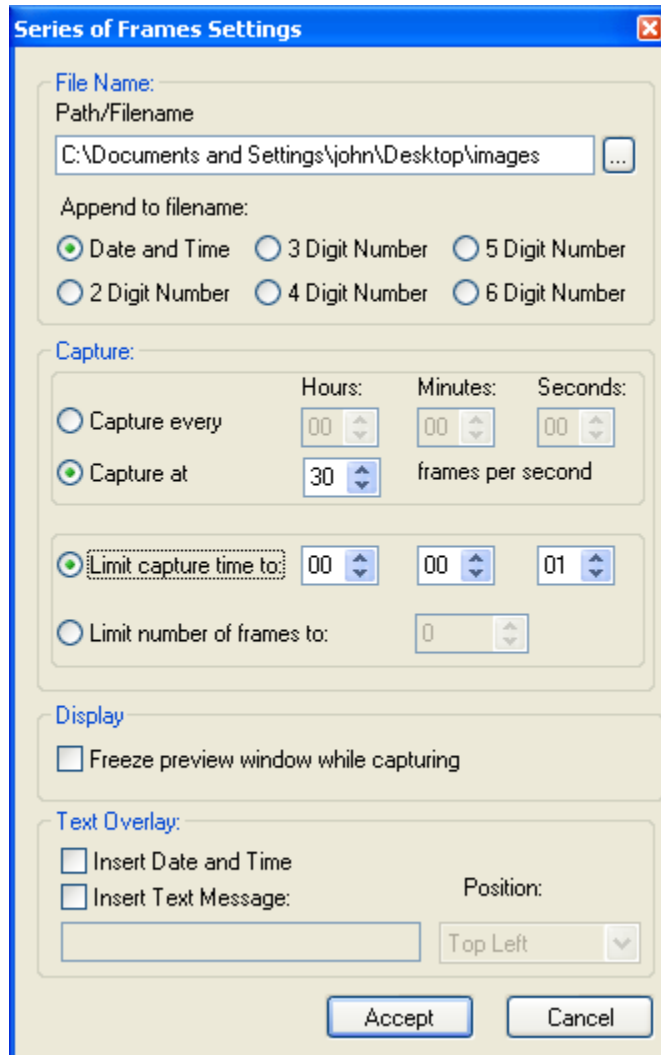 Series of Frames Settings
File Name:
Path/Filename
C:\Documents and Settings\john\Desktop\images ...
Append to filename:
Date and Time 3 Digit Number 5 Digit Number
2 Digit Number 4 Digit Number 6 Digit Number
Capture:
Hours: Minutes: Seconds:
Capture every 00 00 00
Capture at 30 frames per second
Limit capture time to: 00 00 01
Limit number of frames to: 0
Display
Freeze preview window while capturing
Text Overlay:
Insert Date and Time
Insert Text Message: Position:
Top Left
Accept Cancel